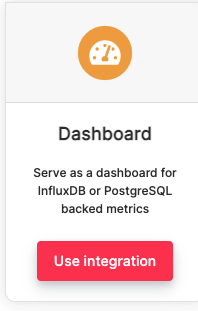 Dashboard
Serve as a dashboard for
InfluxDB or PostgreSQL
backed metrics
Use integration